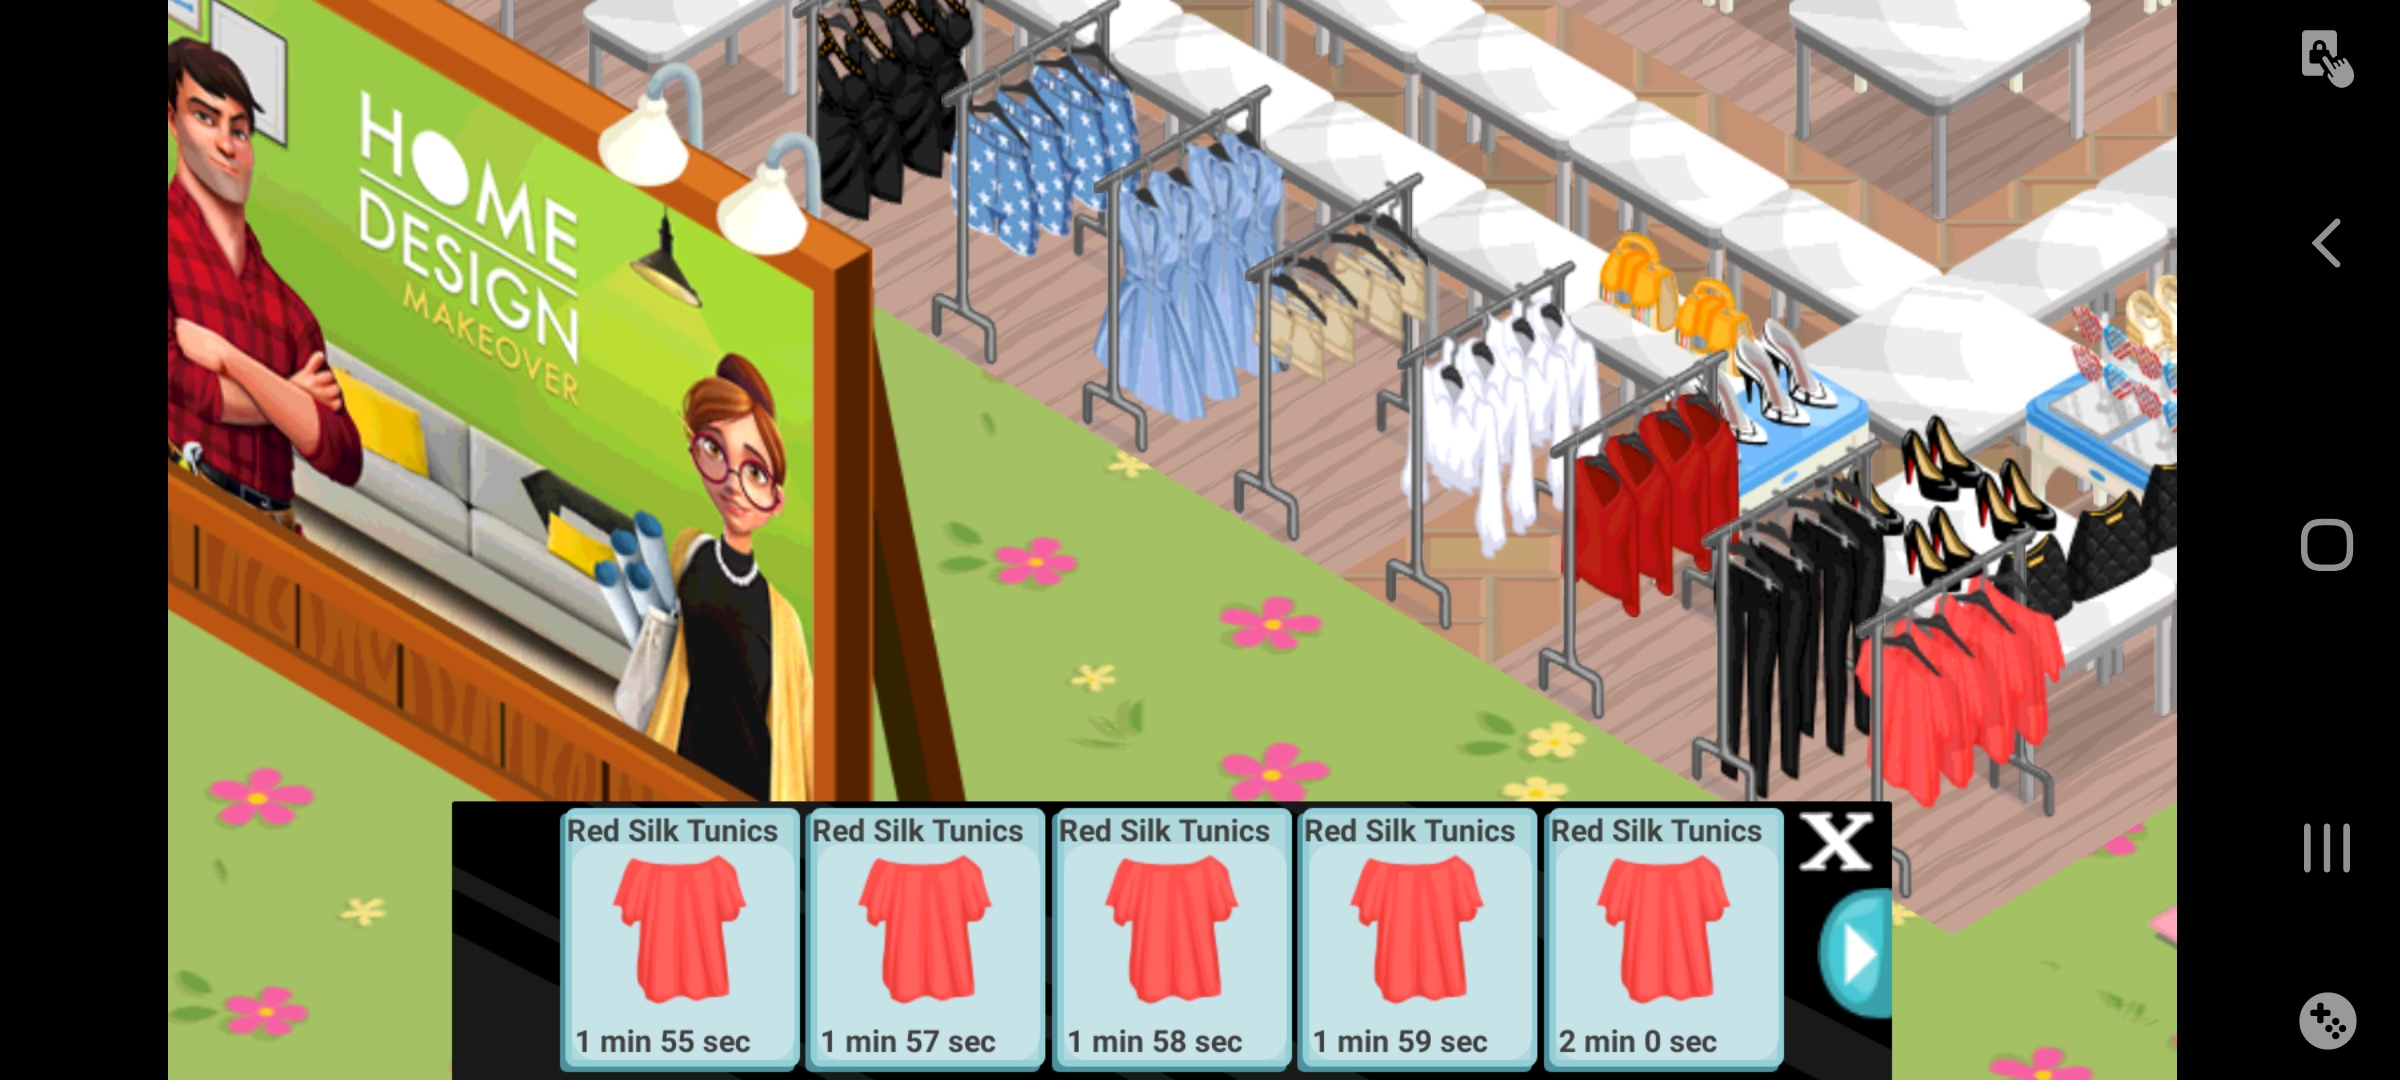 HOME
DESIGN
MAKEOVER
Red Silk Tunics
1 min 55 sec
Red Silk Tunics
1 min 57 sec
Red Silk Tunics
1 min 58 sec
Red Silk Tunics
1 min 59 sec
Red Silk Tunics
2 min 0 sec
X